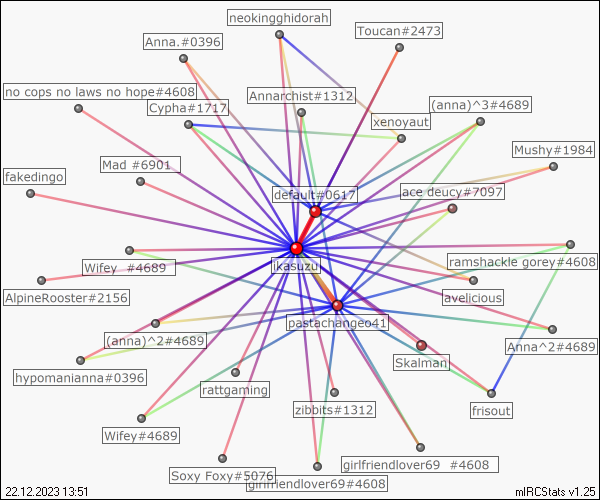 neokingghidorah
Toucan#2473
Anna.#0396
no cops no laws no hope#4608
Annarchist#1312
(anna)^3#4689
Cypha#1717
xenoyaut
Mushy#1984
Mad #6901
fakedingo
default#0617
ace deucy#7097
Wifey #4689
ikasuzu
ramshackle gorey#4608
AlpineRooster#2156
avelicious
pastachangeo41
(anna)^2#4689
Anna^2#4689
Skalman
hypomanianna#0396
rattgaming
zibbits#1312
frisout
Wifey#4689
Soxy Foxy#5076
girlfriendlover69 #4608
girlfriendlover69#4608
22.12.2023 13:51
mIRCStats v1.25